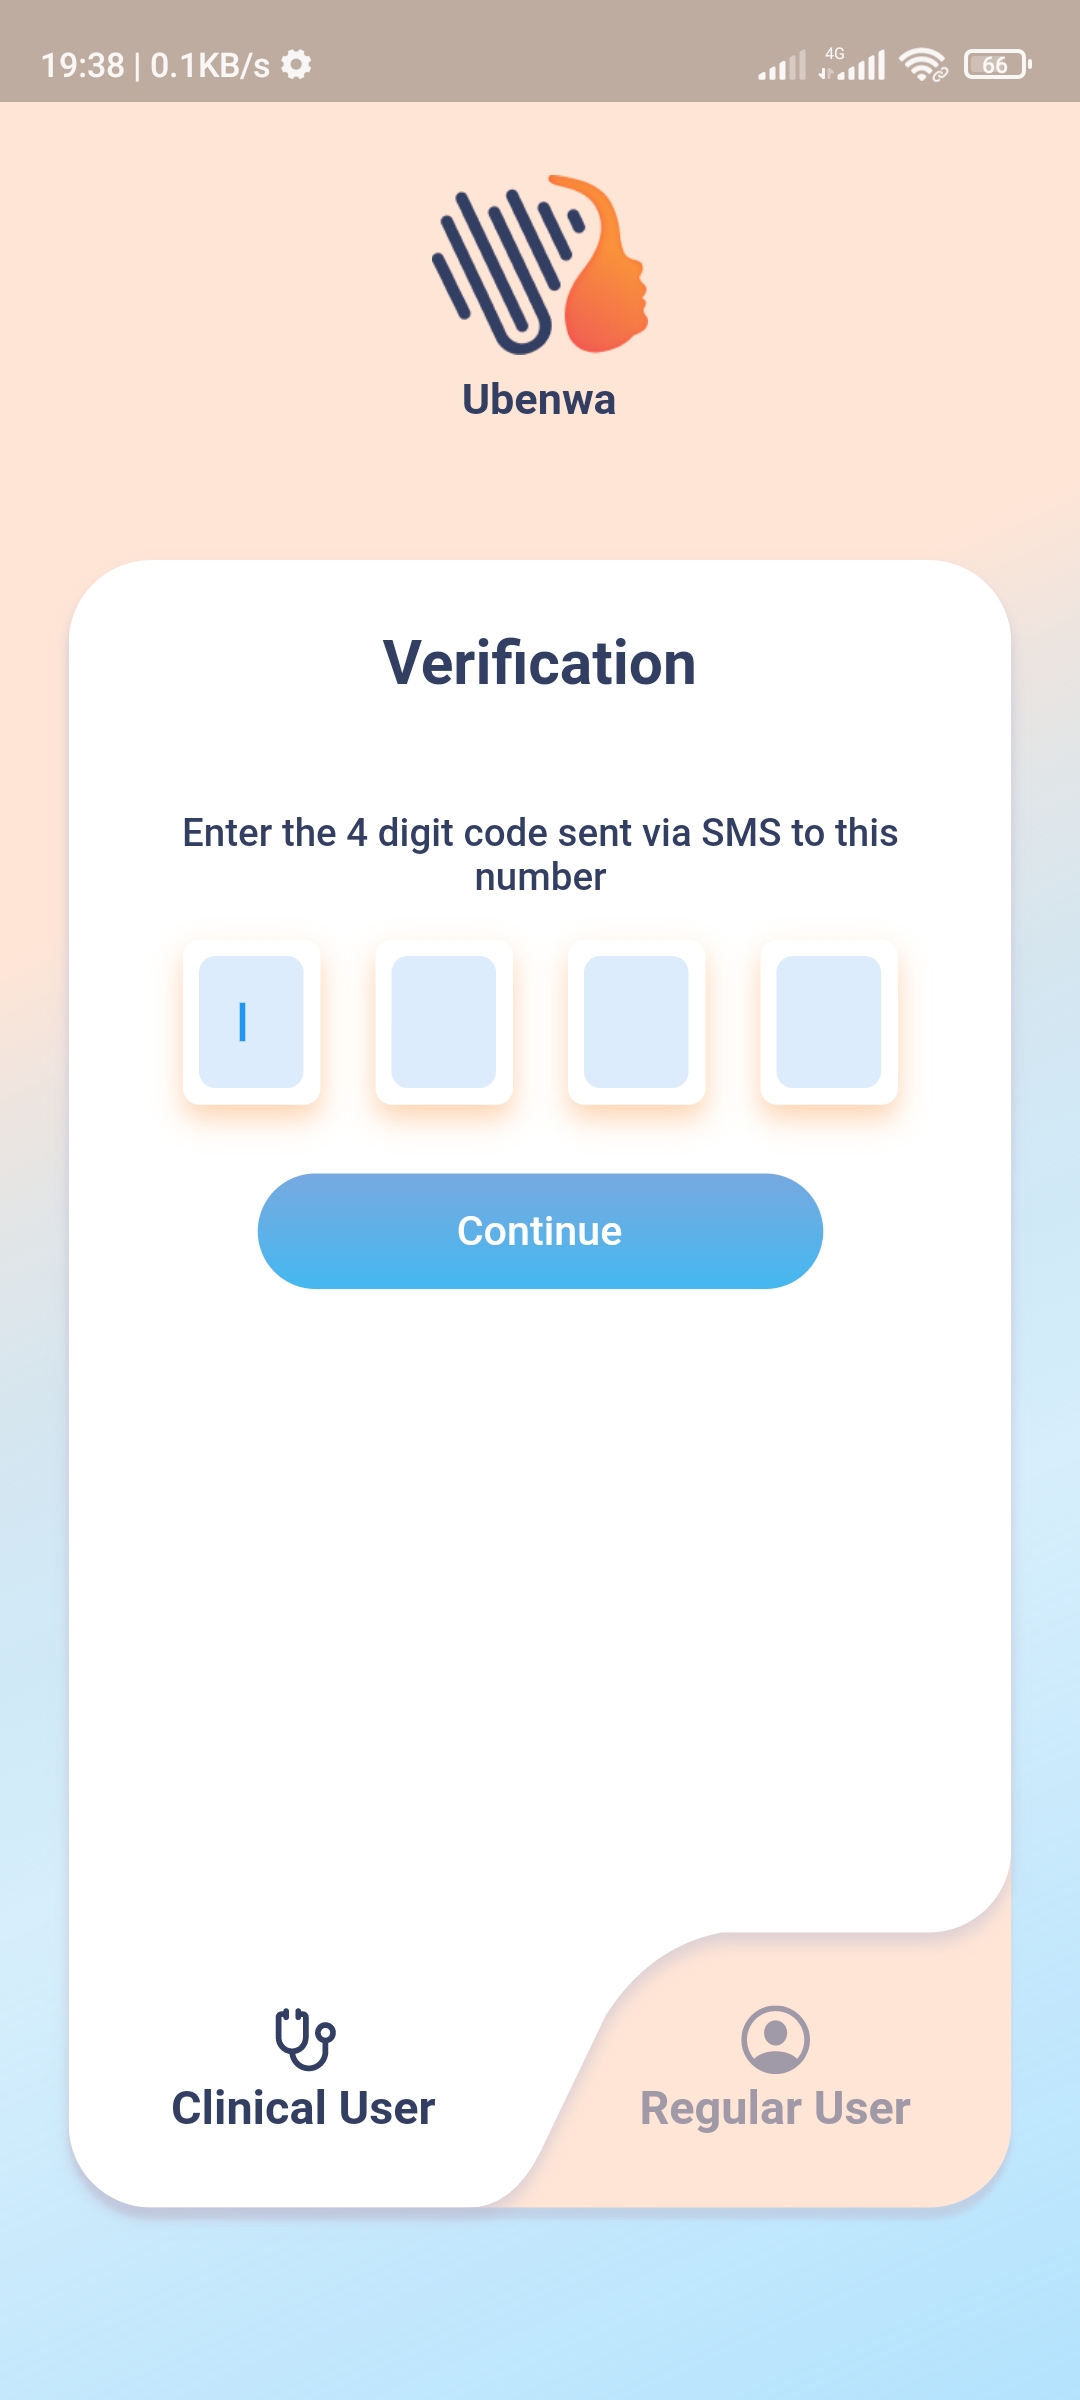 19:38 | 0.1KB/s
4G
66
Ubenwa
Verification
Enter the 4 digit code sent via SMS to this
number
Continue
Clinical User
Regular User